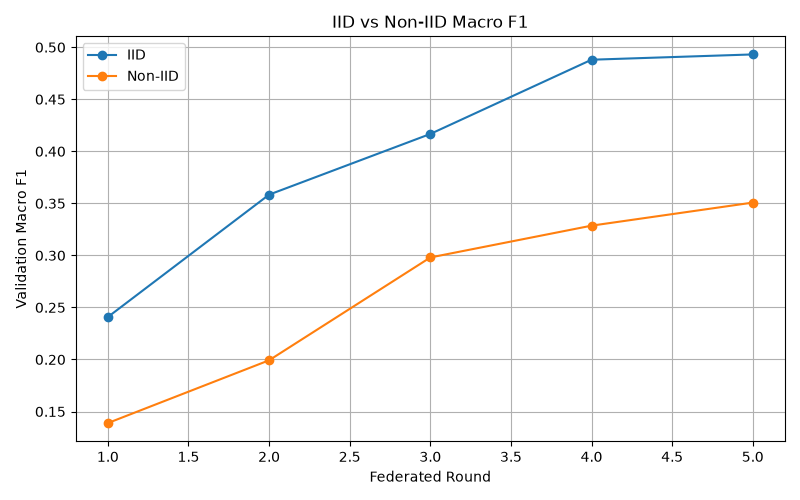 IID vs Non-IID Macro F1
IID
Non-IID
Validation Macro F1
0.50
0.45
0.40
0.35
0.30
0.25
0.20
0.15
1.0 1.5 2.0 2.5 3.0 3.5 4.0 4.5 5.0
Federated Round